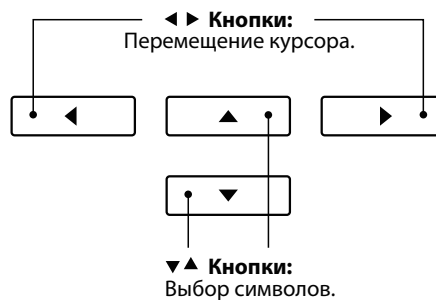 ◀ ▶ Кнопки:
Перемещение курсора.
▼▲ Кнопки:
Выбор символов.